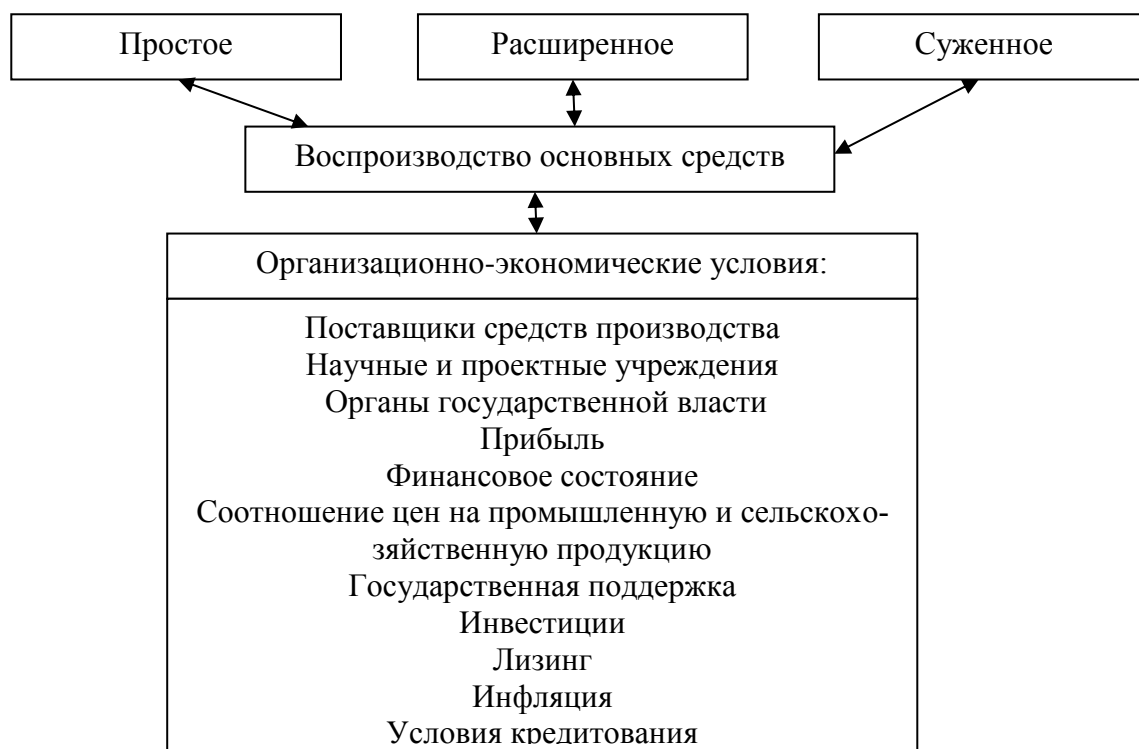 Простое
Расширенное
Суженное
Воспроизводство основных средств
Организационно-экономические условия:
Поставщики средств производства
Научные и проектные учреждения
Органы государственной власти
Прибыль
Финансовое состояние
Соотношение цен на промышленную и сельскохо-
зяйственную продукцию
Государственная поддержка
Инвестиции
Лизинг
Инфляция
Условия кредитования